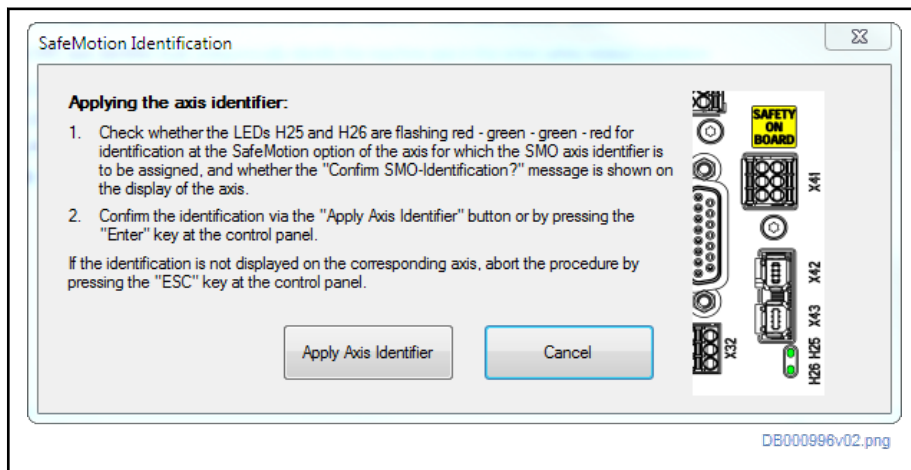 SafeMotion Identification
Applying the axis identifier:
1. Check whether the LEDs H25 and H26 are flashing red - green - green - red for
identification at the SafeMotion option of the axis for which the SMO axis identifier is
to be assigned, and whether the "Confirm SMO-Identification?" message is shown on
the display of the axis.
2. Confirm the identification via the "Apply Axis Identifier" button or by pressing the
"Enter" key at the control panel.
If the identification is not displayed on the corresponding axis, abort the procedure by
pressing the "ESC" key at the control panel.
Apply Axis Identifier
Cancel
SAFETY
ON
BOARD
X41
X42
X43
X32
H26 H25
DB000996v02.png